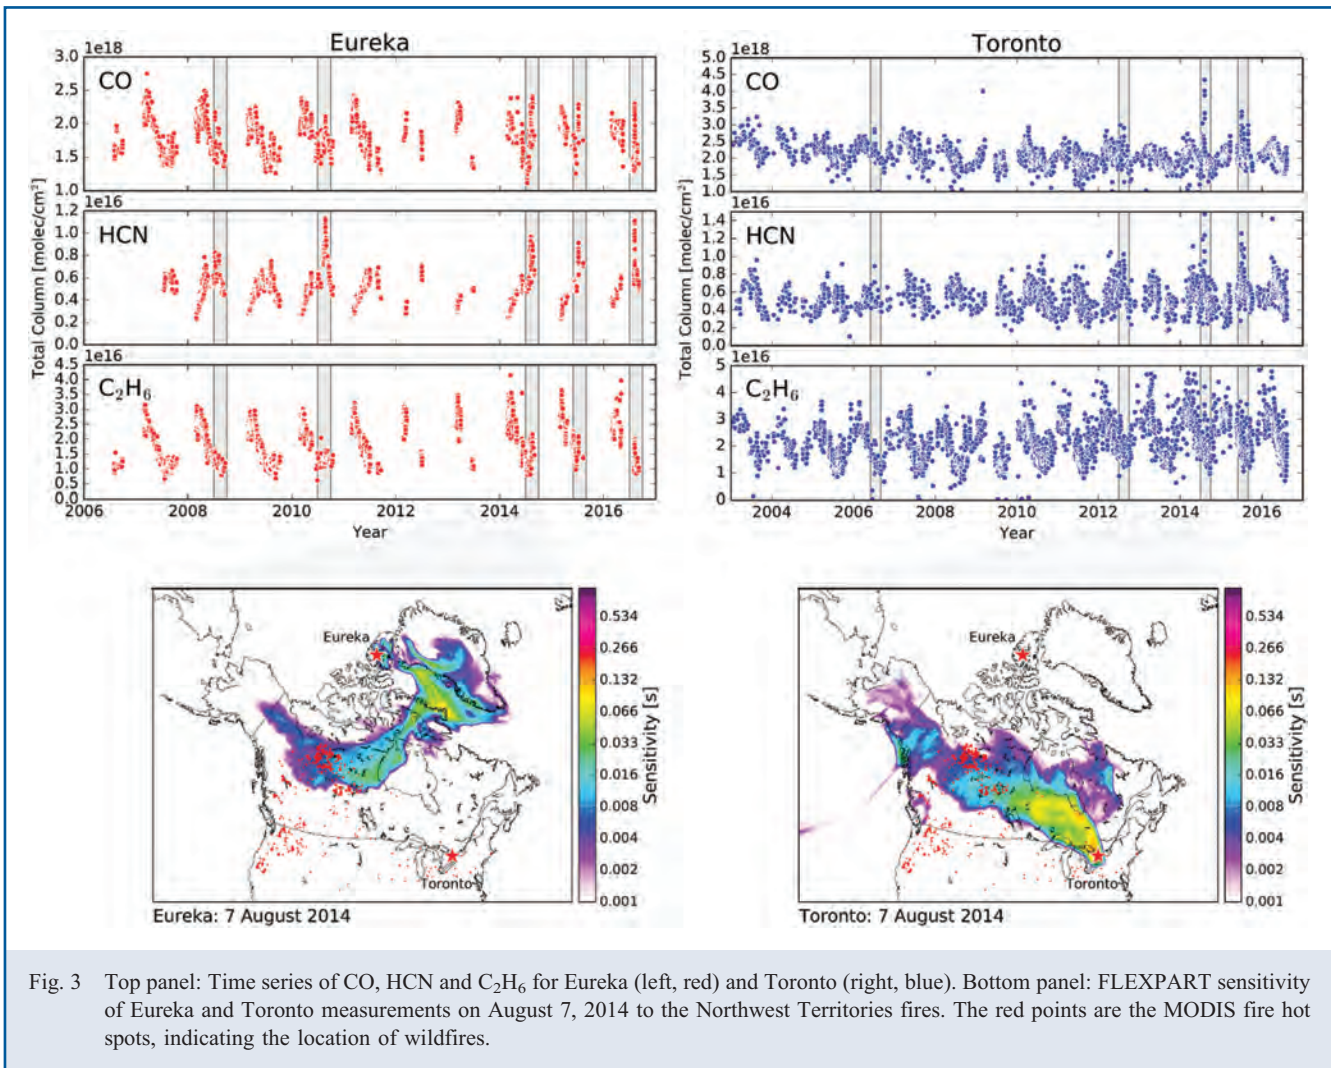 Eureka
1e18
CO
3.0
2.5
2.0
1.5
1.0
1e16
HCN
1.2
1.0
0.8
0.6
0.4
0.2
0.0
1e16
C₂H₆
4.5
4.0
3.5
3.0
2.5
2.0
1.5
1.0
0.5
0.0
Total Column [molec/cm²]
2006 2008 2010 2012 2014 2016
Year
Toronto
1e18
CO
5.0
4.5
4.0
3.5
3.0
2.5
2.0
1.5
1.0
1e16
HCN
1.4
1.2
1.0
0.8
0.6
0.4
0.2
0.0
1e16
C₂H₆
5
4
3
2
1
0
Total Column [molec/cm²]
2004 2006 2008 2010 2012 2014 2016
Year
Eureka
Toronto
0.534
0.266
0.132
0.066
0.033
0.016
0.008
0.004
0.002
0.001
Sensitivity [s]
Eureka: 7 August 2014
Eureka
Toronto
0.534
0.266
0.132
0.066
0.033
0.016
0.008
0.004
0.002
0.001
Sensitivity [s]
Toronto: 7 August 2014
Fig. 3 Top panel: Time series of CO, HCN and C₂H₆ for Eureka (left, red) and Toronto (right, blue). Bottom panel: FLEXPART sensitivity
of Eureka and Toronto measurements on August 7, 2014 to the Northwest Territories fires. The red points are the MODIS fire hot
spots, indicating the location of wildfires.